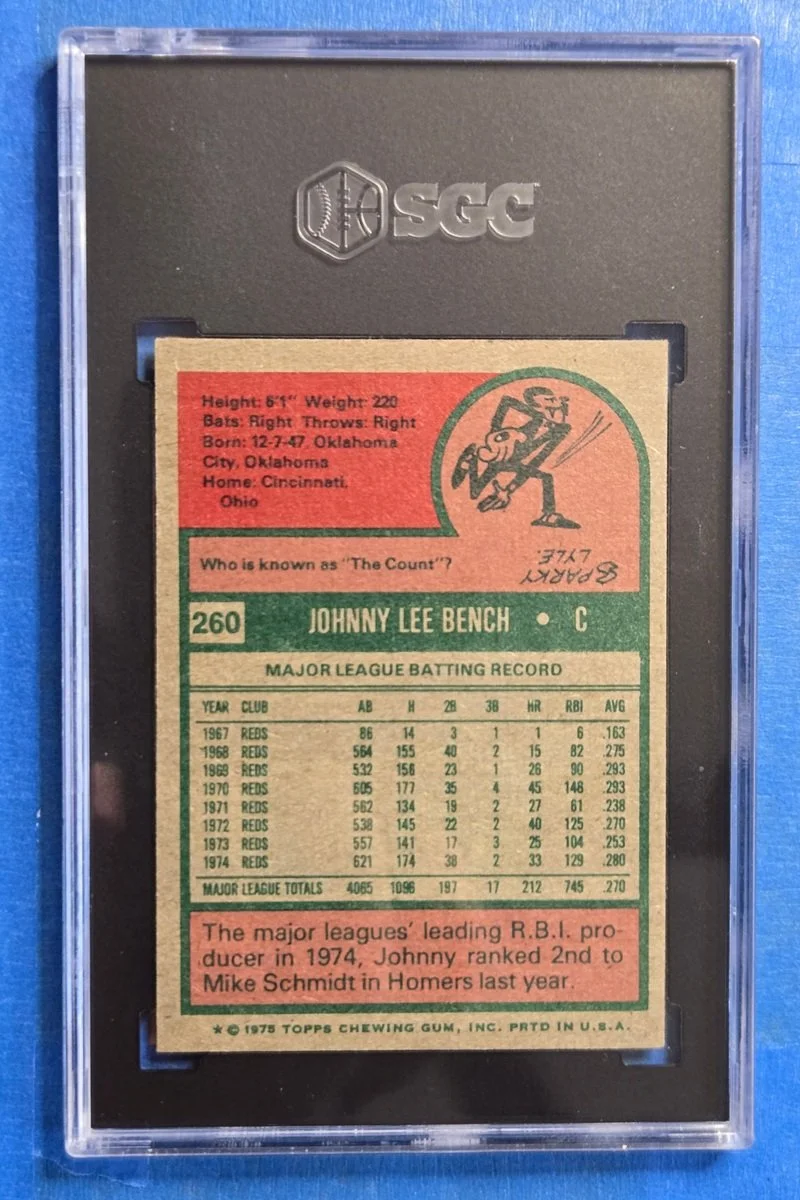 SGC
Height: 6'1" Weight: 220
Bats: Right Throws: Right
Born: 12-7-47, Oklahoma
City, Oklahoma
Home: Cincinnati,
Ohio
Who is known as "The Count"?
SPARKY
LYLE.
260 JOHNNY LEE BENCH • C
MAJOR LEAGUE BATTING RECORD
YEAR CLUB AB H 2B 3B HR RBI AVG
1967 REDS 86 14 3 1 1 6 .163
1968 REDS 564 155 40 2 15 82 .275
1969 REDS 532 156 23 1 26 90 .293
1970 REDS 605 177 35 4 45 148 .293
1971 REDS 562 134 19 2 27 61 .238
1972 REDS 538 145 22 2 40 125 .270
1973 REDS 557 141 17 3 25 104 .253
1974 REDS 621 174 38 2 33 129 .280
MAJOR LEAGUE TOTALS 4065 1096 197 17 212 745 .270
The major leagues' leading R.B.I. pro-
ducer in 1974, Johnny ranked 2nd to
Mike Schmidt in Homers last year.
★ © 1975 TOPPS CHEWING GUM, INC. PRTD IN U.S.A.